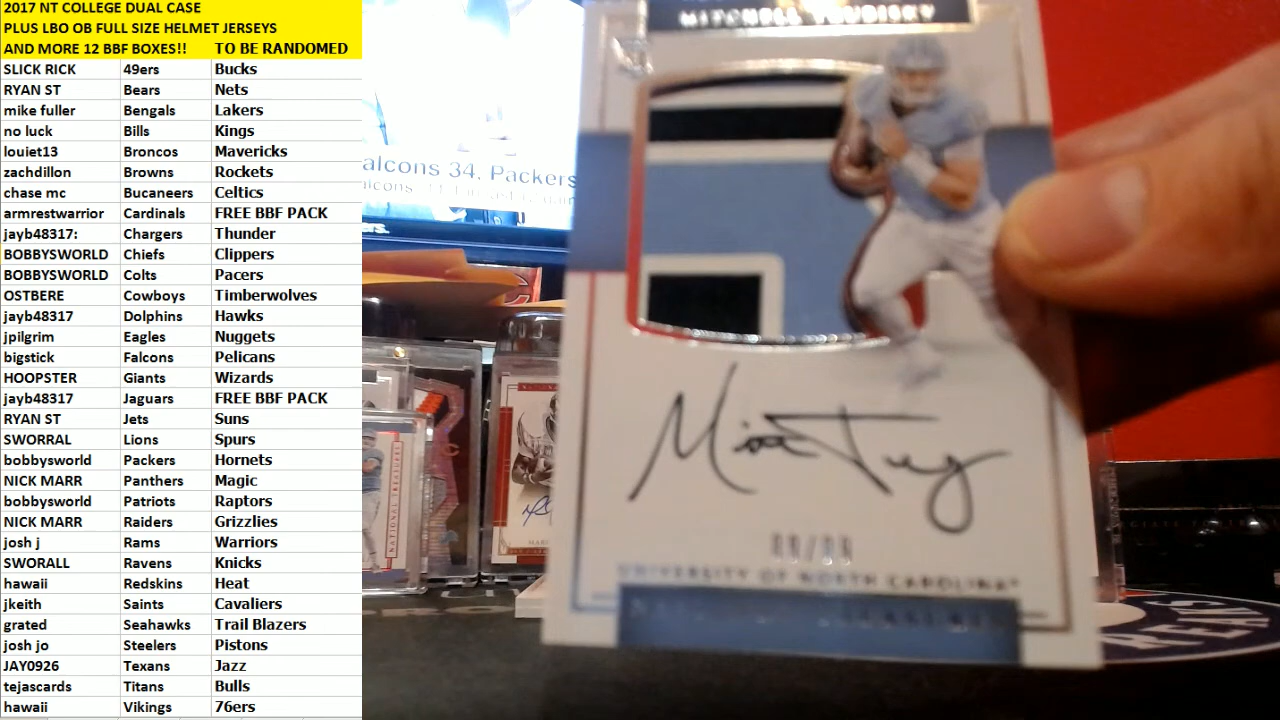 2017 NT COLLEGE DUAL CASE
PLUS LBO OB FULL SIZE HELMET JERSEYS
AND MORE 12 BBF BOXES!! TO BE RANDOMED
SLICK RICK 49ers Bucks
RYAN ST Bears Nets
mike fuller Bengals Lakers
no luck Bills Kings
louiet13 Broncos Mavericks
zachdillon Browns Rockets
chase mc Bucaneers Celtics
armrestwarrior Cardinals FREE BBF PACK
jayb48317: Chargers Thunder
BOBBYSWORLD Chiefs Clippers
BOBBYSWORLD Colts Pacers
OSTBERE Cowboys Timberwolves
jayb48317 Dolphins Hawks
jpilgrim Eagles Nuggets
bigstick Falcons Pelicans
HOOPSTER Giants Wizards
jayb48317 Jaguars FREE BBF PACK
RYAN ST Jets Suns
SWORRAL Lions Spurs
bobbysworld Packers Hornets
NICK MARR Panthers Magic
bobbysworld Patriots Raptors
NICK MARR Raiders Grizzlies
josh j Rams Warriors
SWORALL Ravens Knicks
hawaii Redskins Heat
jkeith Saints Cavaliers
grated Seahawks Trail Blazers
josh jo Steelers Pistons
JAY0926 Texans Jazz
tejascards Titans Bulls
hawaii Vikings 76ers
alcons 34, Packers
MITCHELL TRUBISKY
UNIVERSITY OF NORTH CAROLINA
NATIONAL TREASURES